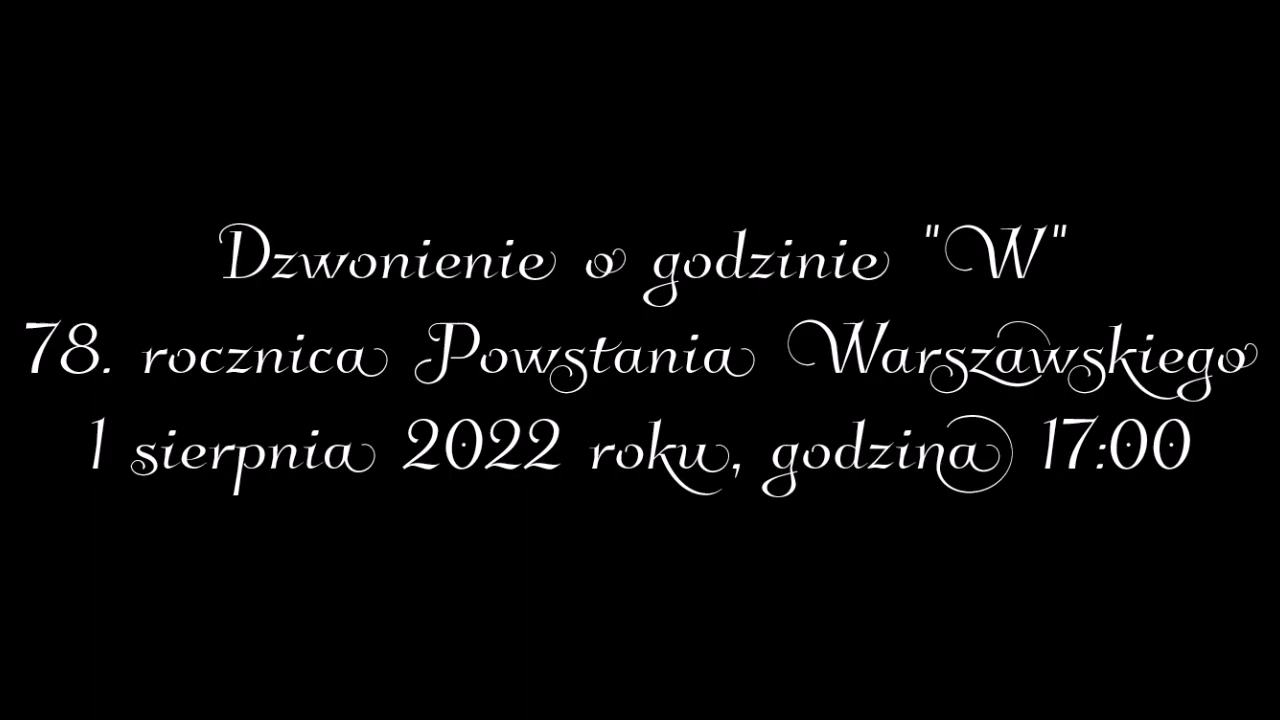 Dzwonienie o godzinie "W"
78. rocznica Powstania Warszawskiego
1 sierpnia 2022 roku, godzina 17:00